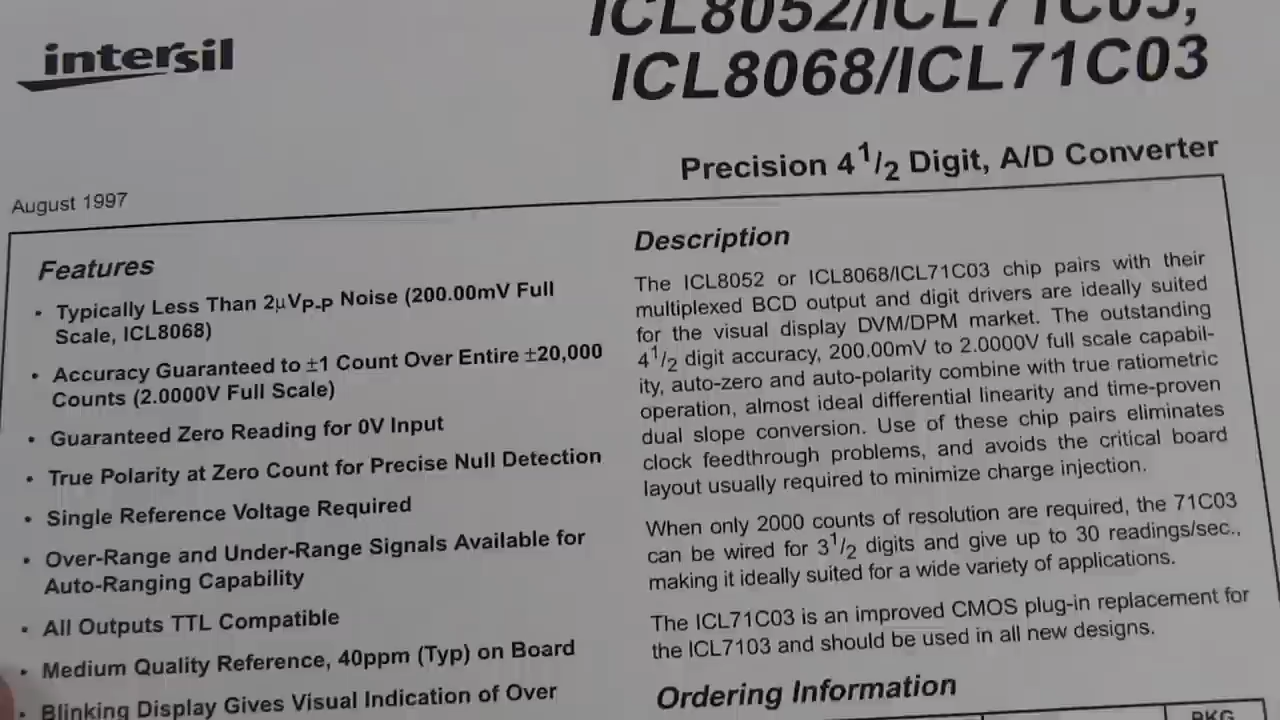 ICL8052/ICL71C03,
intersil
ICL8068/ICL71C03
Precision 4 1/2 Digit, A/D Converter
August 1997
Features
• Typically Less Than 2μVP-P Noise (200.00mV Full
Scale, ICL8068)
• Accuracy Guaranteed to ±1 Count Over Entire ±20,000
Counts (2.0000V Full Scale)
• Guaranteed Zero Reading for 0V Input
• True Polarity at Zero Count for Precise Null Detection
• Single Reference Voltage Required
• Over-Range and Under-Range Signals Available for
Auto-Ranging Capability
• All Outputs TTL Compatible
• Medium Quality Reference, 40ppm (Typ) on Board
• Blinking Display Gives Visual Indication of Over
Description
The ICL8052 or ICL8068/ICL71C03 chip pairs with their
multiplexed BCD output and digit drivers are ideally suited
for the visual display DVM/DPM market. The outstanding
4 1/2 digit accuracy, 200.00mV to 2.0000V full scale capabil-
ity, auto-zero and auto-polarity combine with true ratiometric
operation, almost ideal differential linearity and time-proven
dual slope conversion. Use of these chip pairs eliminates
clock feedthrough problems, and avoids the critical board
layout usually required to minimize charge injection.
When only 2000 counts of resolution are required, the 71C03
can be wired for 3 1/2 digits and give up to 30 readings/sec.,
making it ideally suited for a wide variety of applications.
The ICL71C03 is an improved CMOS plug-in replacement for
the ICL7103 and should be used in all new designs.
Ordering Information
PKG